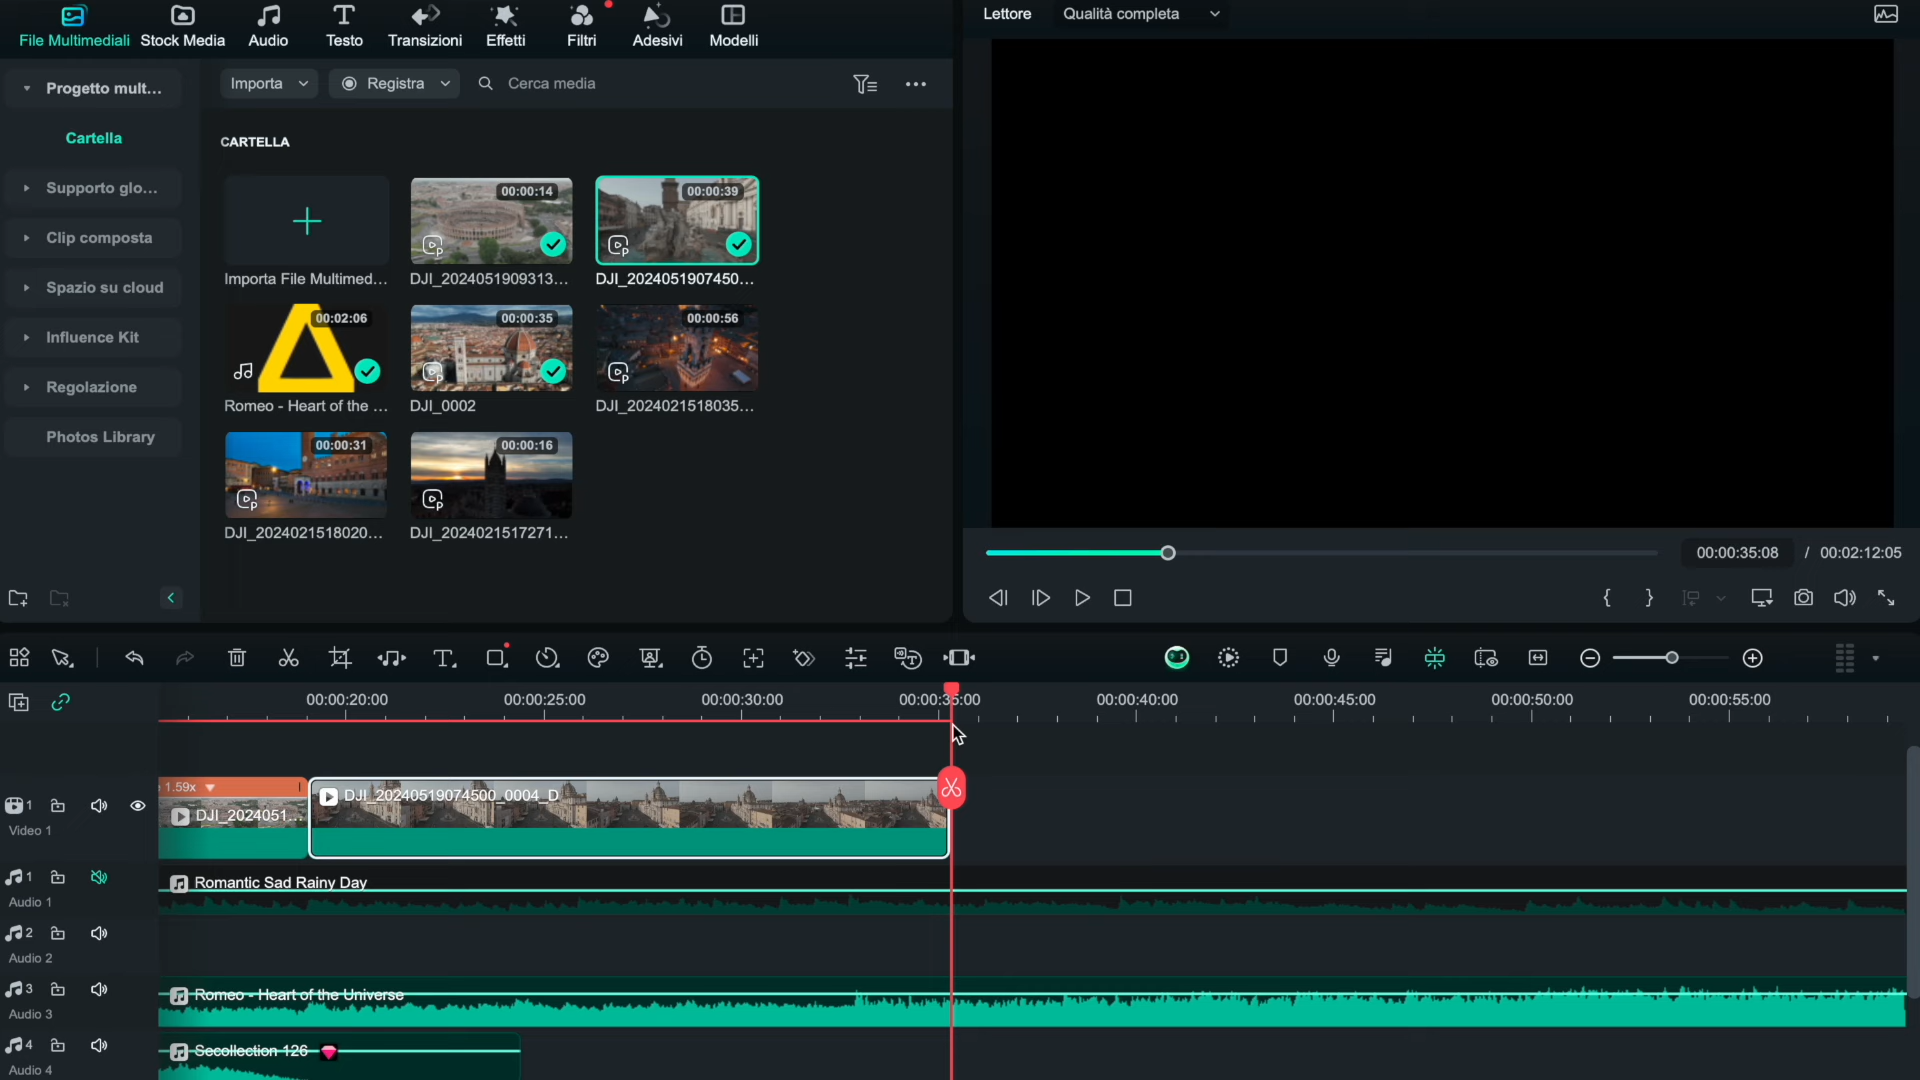 File Multimediali Stock Media Audio Testo Transizioni Effetti Filtri Adesivi Modelli
Lettore Qualità completa
Progetto mult...
Importa Registra Cerca media
Cartella
CARTELLA
Supporto glo...
Clip composta
Spazio su cloud
Influence Kit
Regolazione
Photos Library
00:00:14 00:00:39
Importa File Multimed... DJI_2024051909313... DJI_2024051907450...
00:02:06 00:00:35 00:00:56
Romeo - Heart of the ... DJI_0002 DJI_2024021518035...
00:00:31 00:00:16
DJI_2024021518020... DJI_2024021517271...
00:00:35:08 / 00:02:12:05
00:00:20:00 00:00:25:00 00:00:30:00 00:00:35:00 00:00:40:00 00:00:45:00 00:00:50:00 00:00:55:00
1.59x
DJI_2024051... DJI_20240519074500_0004_D
1
Video 1
1
Romantic Sad Rainy Day
Audio 1
2
Audio 2
3
Romeo - Heart of the Universe
Audio 3
4
Secollection 126
Audio 4